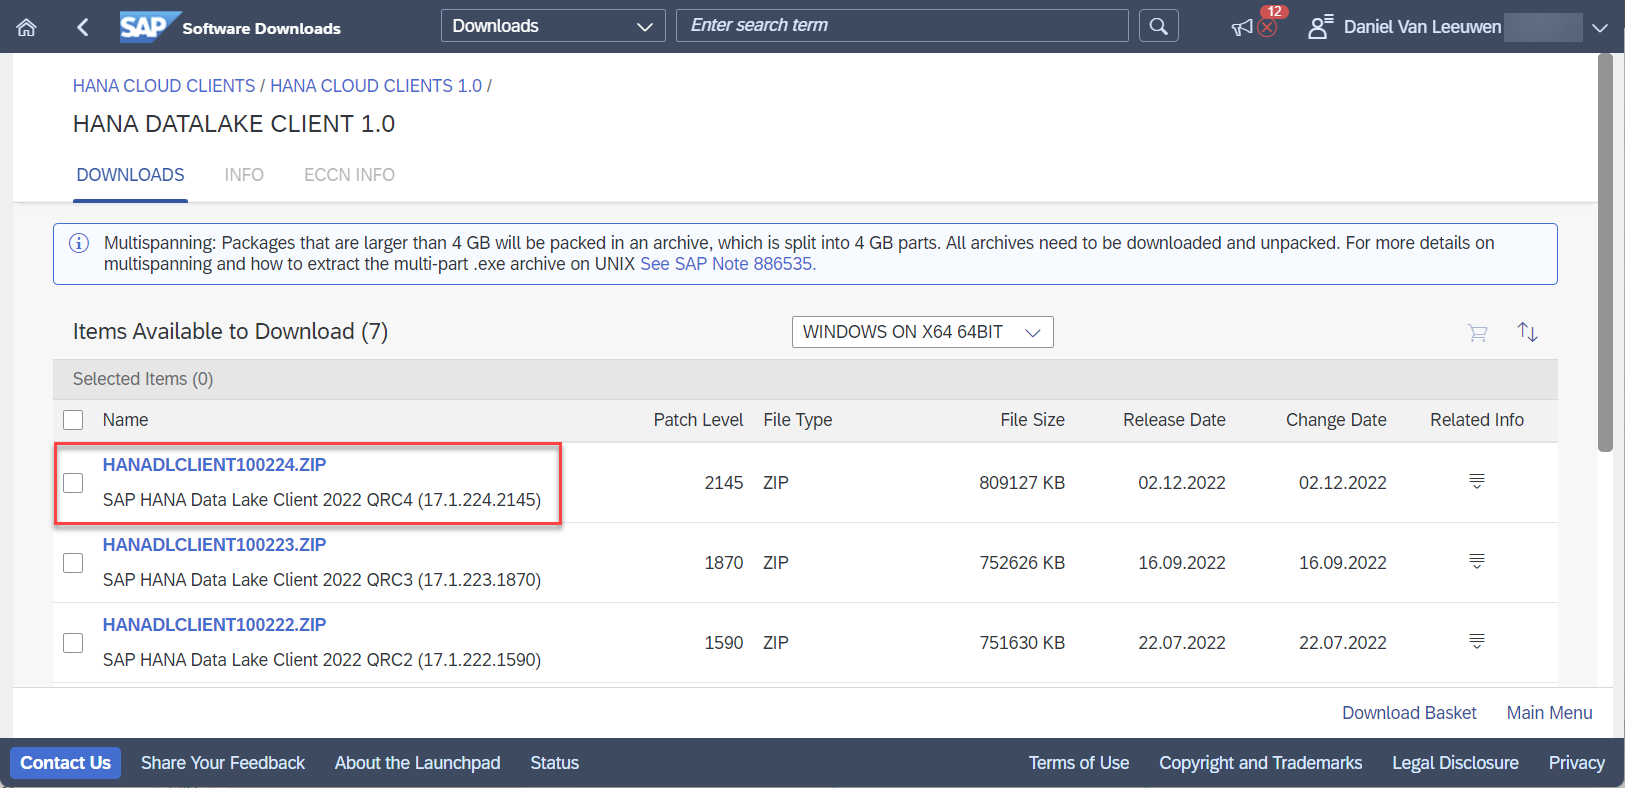 SAP Software Downloads
Downloads
Enter search term
12
Daniel Van Leeuwen
HANA CLOUD CLIENTS / HANA CLOUD CLIENTS 1.0 /
HANA DATALAKE CLIENT 1.0
DOWNLOADS INFO ECCN INFO
Multispanning: Packages that are larger than 4 GB will be packed in an archive, which is split into 4 GB parts. All archives need to be downloaded and unpacked. For more details on
multispanning and how to extract the multi-part .exe archive on UNIX See SAP Note 886535.
Items Available to Download (7) WINDOWS ON X64 64BIT
Selected Items (0)
Name Patch Level File Type File Size Release Date Change Date Related Info
HANADLCLIENT100224.ZIP
SAP HANA Data Lake Client 2022 QRC4 (17.1.224.2145)
2145 ZIP 809127 KB 02.12.2022 02.12.2022
HANADLCLIENT100223.ZIP
SAP HANA Data Lake Client 2022 QRC3 (17.1.223.1870)
1870 ZIP 752626 KB 16.09.2022 16.09.2022
HANADLCLIENT100222.ZIP
SAP HANA Data Lake Client 2022 QRC2 (17.1.222.1590)
1590 ZIP 751630 KB 22.07.2022 22.07.2022
Download Basket Main Menu
Contact Us Share Your Feedback About the Launchpad Status Terms of Use Copyright and Trademarks Legal Disclosure Privacy